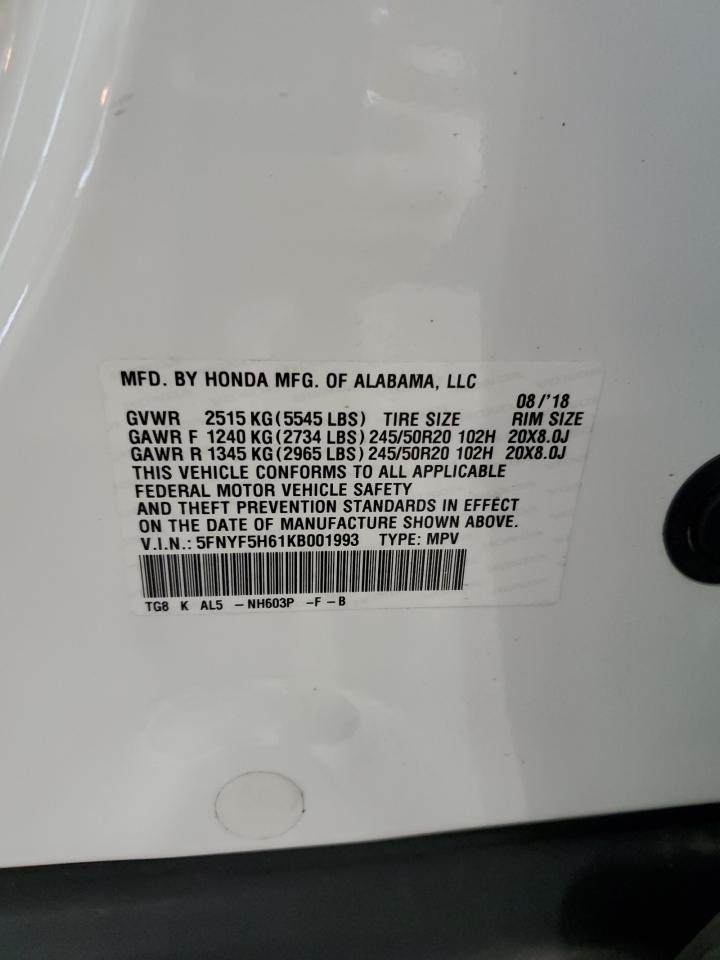 MFD. BY HONDA MFG. OF ALABAMA, LLC
08/'18
GVWR 2515 KG (5545 LBS) TIRE SIZE RIM SIZE
GAWR F 1240 KG (2734 LBS) 245/50R20 102H 20X8.0J
GAWR R 1345 KG (2965 LBS) 245/50R20 102H 20X8.0J
THIS VEHICLE CONFORMS TO ALL APPLICABLE
FEDERAL MOTOR VEHICLE SAFETY
AND THEFT PREVENTION STANDARDS IN EFFECT
ON THE DATE OF MANUFACTURE SHOWN ABOVE.
V.I.N.: 5FNYF5H61KB001993 TYPE: MPV
TG8 K AL5 -NH603P -F-B